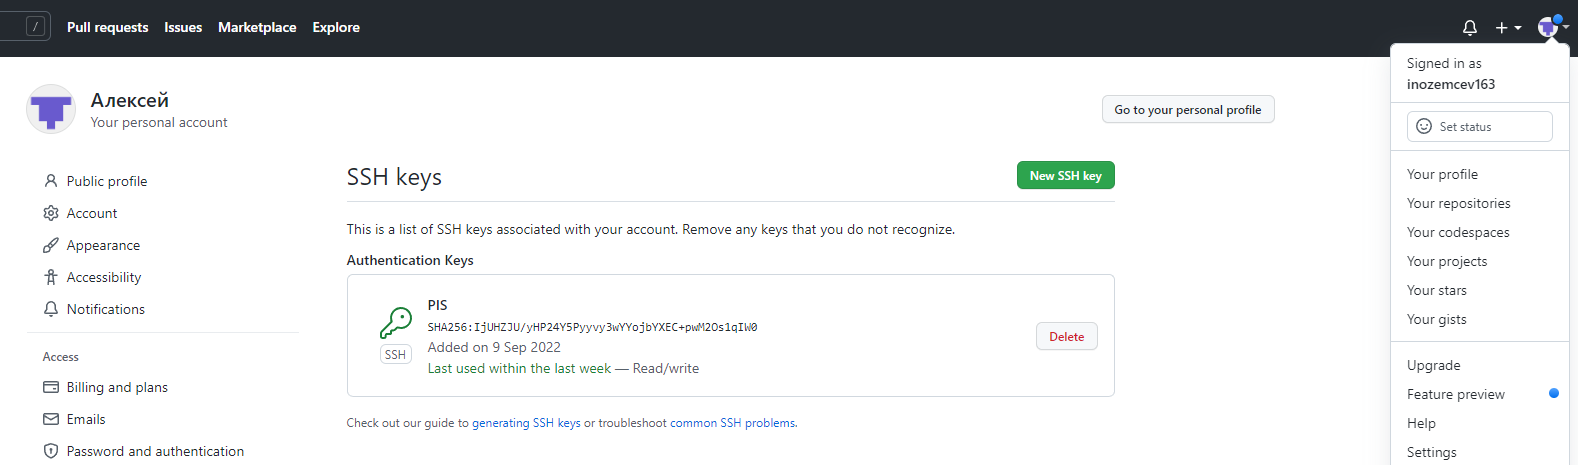 / Pull requests Issues Marketplace Explore
Алексей
Your personal account
Go to your personal profile
Public profile
Account
Appearance
Accessibility
Notifications
Access
Billing and plans
Emails
Password and authentication
SSH keys
New SSH key
This is a list of SSH keys associated with your account. Remove any keys that you do not recognize.
Authentication Keys
SSH
PIS
SHA256:IjUHZJU/yHP24Y5Pyyvy3wYYojbYXEC+pwM2Os1qIW0
Added on 9 Sep 2022
Last used within the last week — Read/write
Delete
Check out our guide to generating SSH keys or troubleshoot common SSH problems.
Signed in as
inozemcev163
Set status
Your profile
Your repositories
Your codespaces
Your projects
Your stars
Your gists
Upgrade
Feature preview
Help
Settings